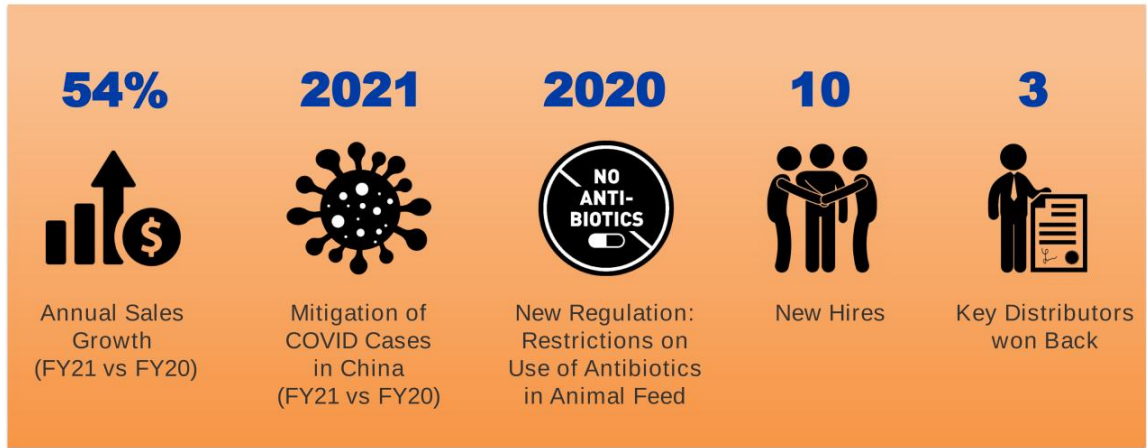 54%
2021
2020
10
3
NO
ANTI-
BIOTICS
$
Annual Sales
Growth
(FY21 vs FY20)
Mitigation of
COVID Cases
in China
(FY21 vs FY20)
New Regulation:
Restrictions on
Use of Antibiotics
in Animal Feed
New Hires
Key Distributors
won Back